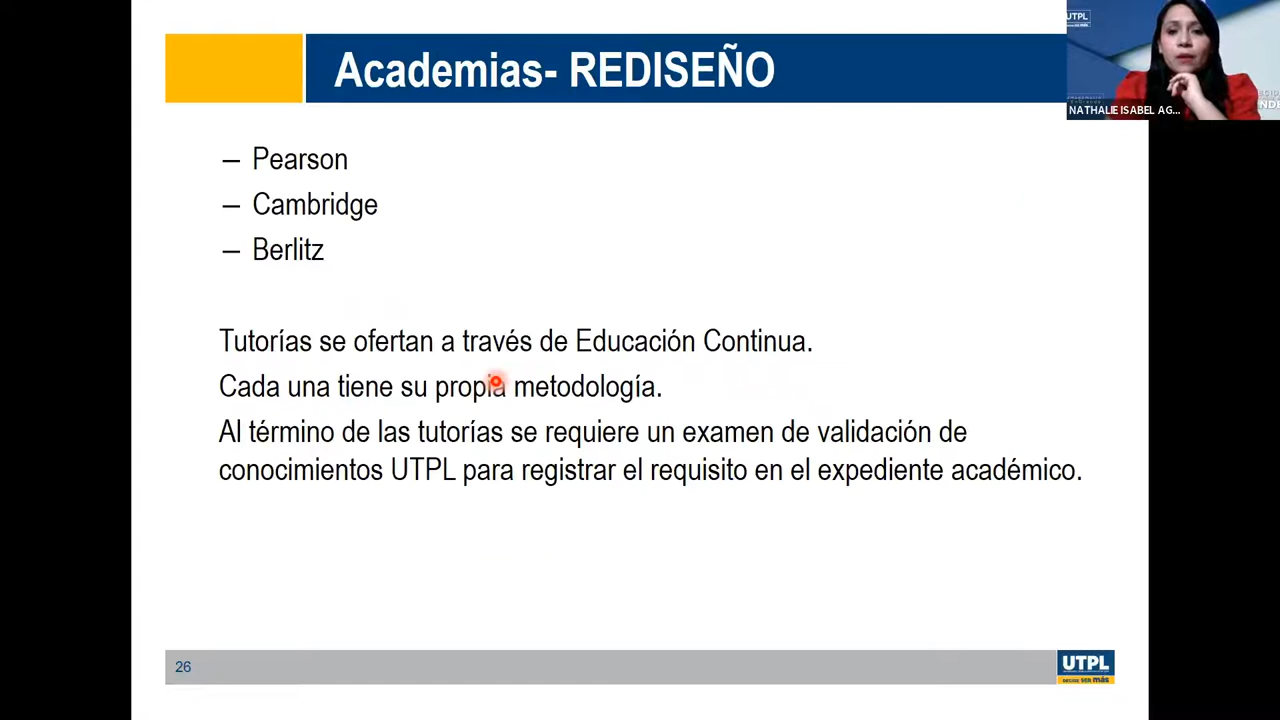 UTPL
Academias- REDISEÑO
NATHALIE ISABEL AG...
– Pearson
– Cambridge
– Berlitz
Tutorías se ofertan a través de Educación Continua.
Cada una tiene su propia metodología.
Al término de las tutorías se requiere un examen de validación de
conocimientos UTPL para registrar el requisito en el expediente académico.
26
UTPL
DECIDE SER más